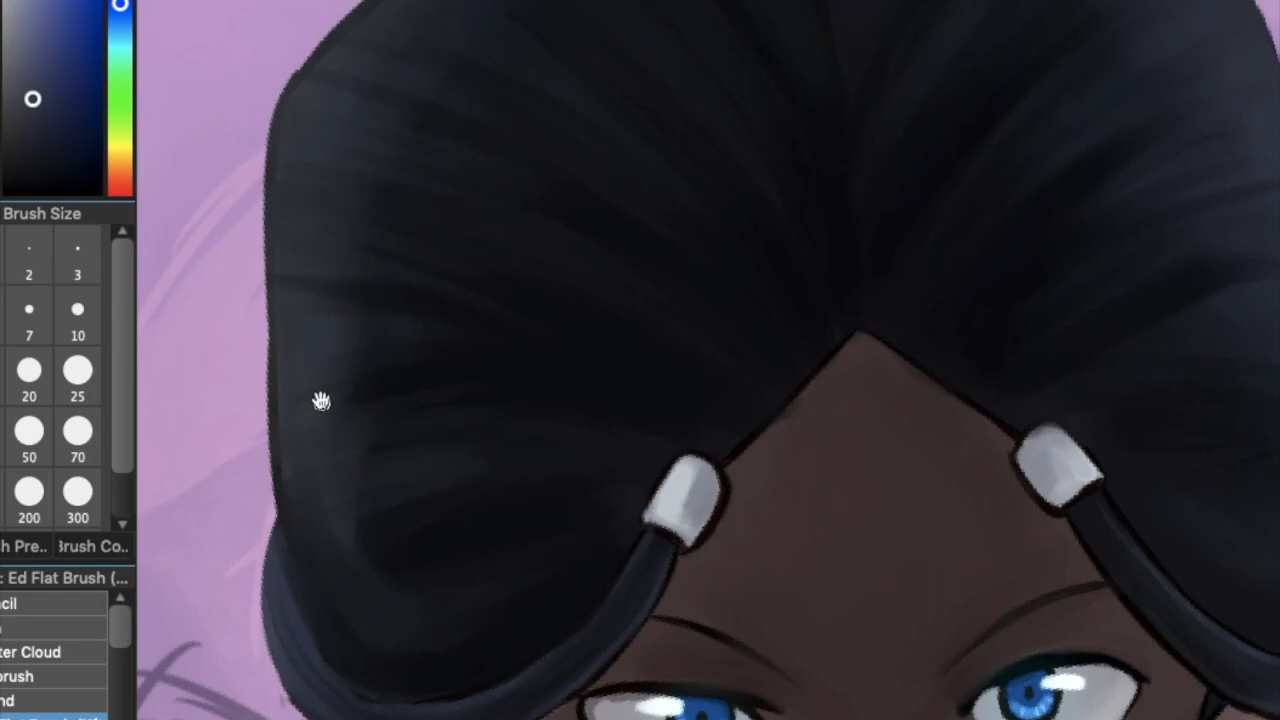 Brush Size
2 3
7 10
20 25
50 70
200 300
h Pre.. Brush Co..
: Ed Flat Brush (...
cil
ter Cloud
brush
nd